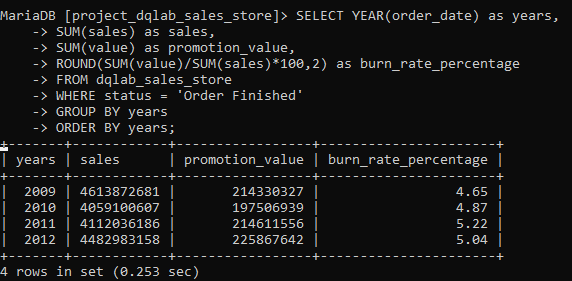 MariaDB [project_dqlab_sales_store]> SELECT YEAR(order_date) as years,
    -> SUM(sales) as sales,
    -> SUM(value) as promotion_value,
    -> ROUND(SUM(value)/SUM(sales)*100,2) as burn_rate_percentage
    -> FROM dqlab_sales_store
    -> WHERE status = 'Order Finished'
    -> GROUP BY years
    -> ORDER BY years;
+-------+------------+-----------------+----------------------+
| years | sales      | promotion_value | burn_rate_percentage |
+-------+------------+-----------------+----------------------+
|  2009 | 4613872681 |       214330327 |                 4.65 |
|  2010 | 4059100607 |       197506939 |                 4.87 |
|  2011 | 4112036186 |       214611556 |                 5.22 |
|  2012 | 4482983158 |       225867642 |                 5.04 |
+-------+------------+-----------------+----------------------+
4 rows in set (0.253 sec)